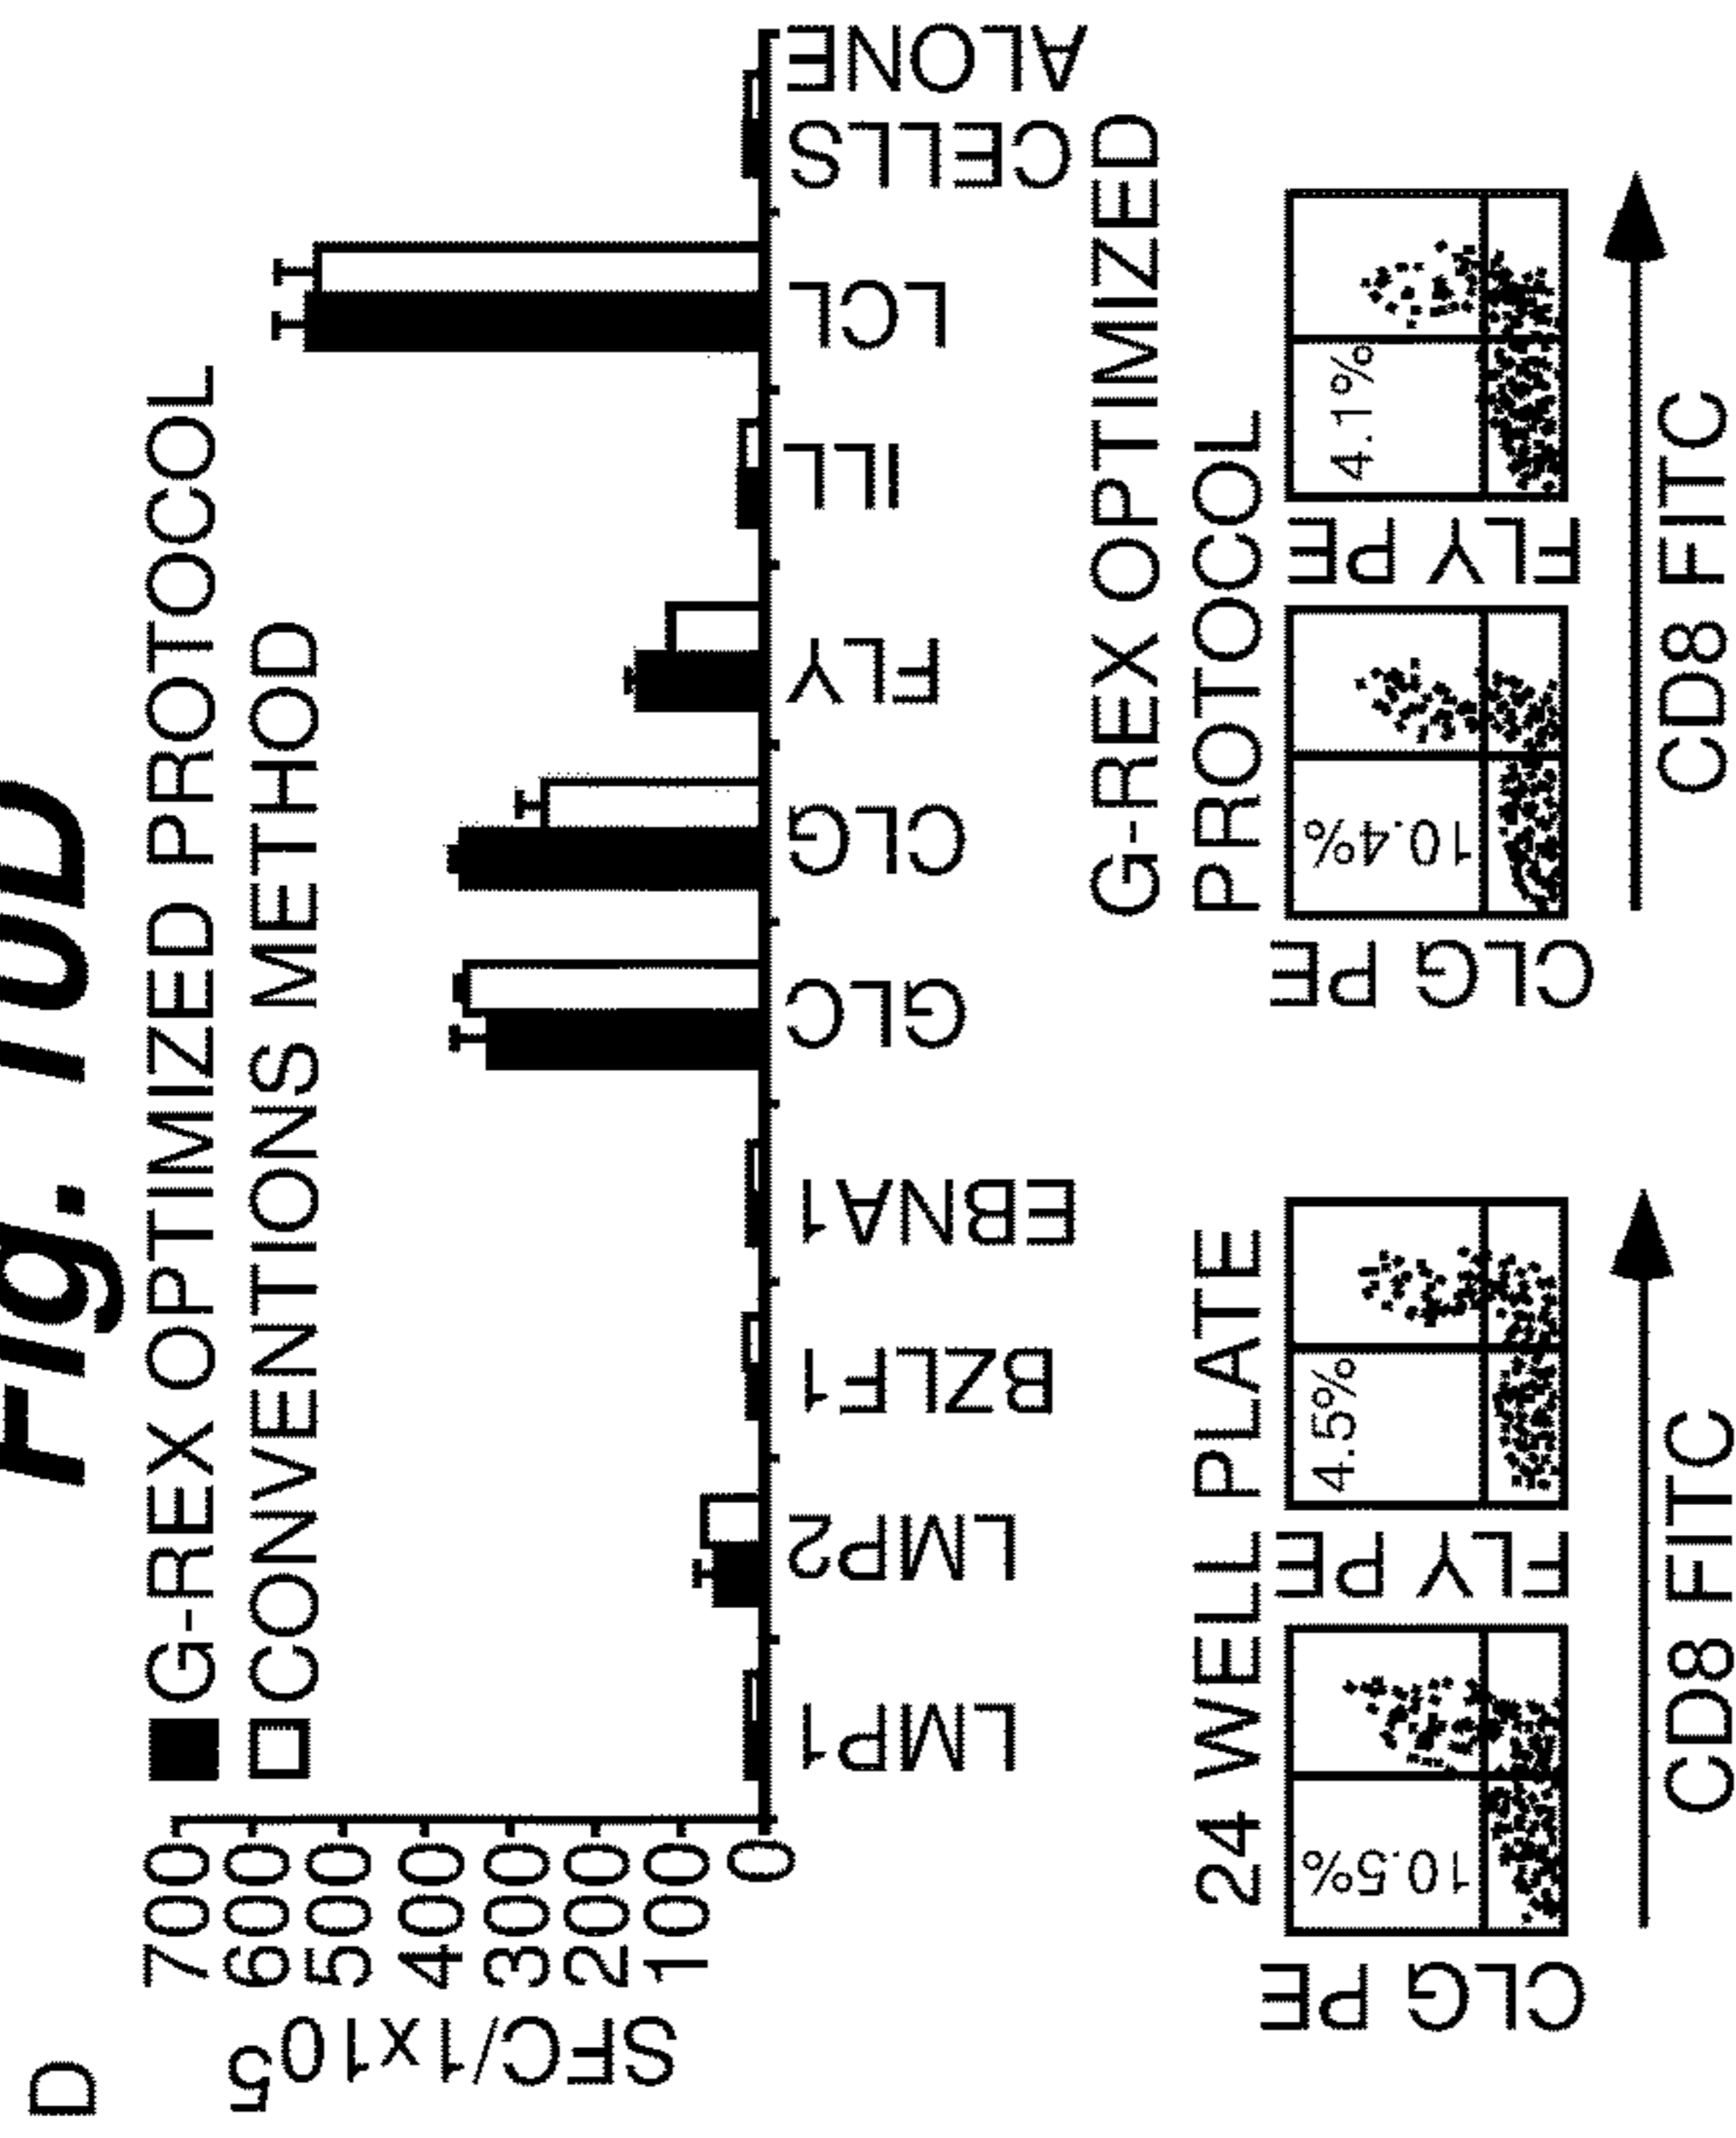 Fig. 10D
D
G-REX OPTIMIZED PROTOCOL
CONVENTIONS METHOD
SFC/1x10⁵
700
600
500
400
300
200
100
0
LMP1
LMP2
BZLF1
EBNA1
GLC
CLG
FLY
ILL
LCL
CELLS
ALONE
24 WELL PLATE
CLG PE
10.5%
FLY PE
4.5%
CD8 FITC
G-REX OPTIMIZED
PROTOCOL
CLG PE
10.4%
FLY PE
4.1%
CD8 FITC